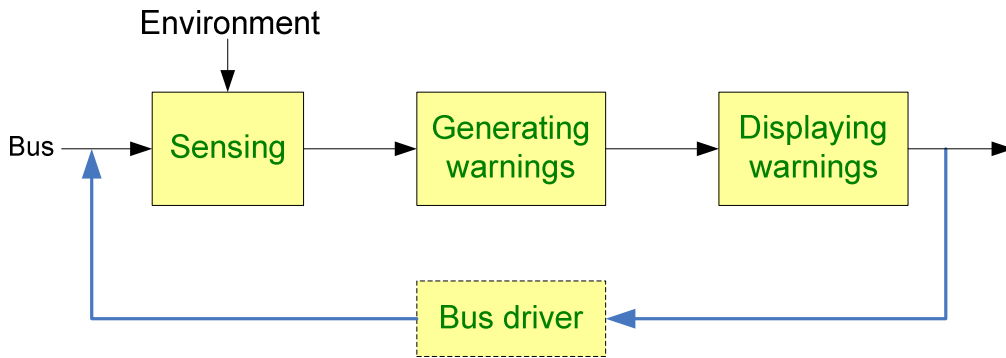 Environment
Bus
Sensing
Generating
warnings
Displaying
warnings
Bus driver